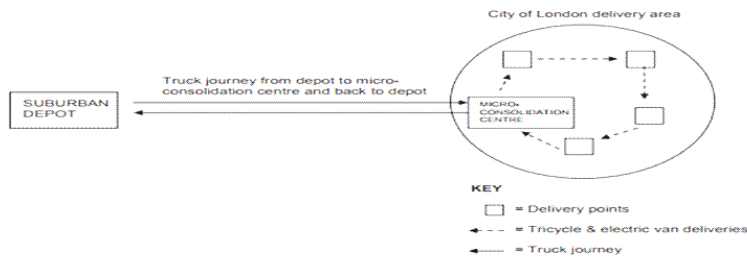 City of London delivery area
Truck journey from depot to micro-
consolidation centre and back to depot
SUBURBAN
DEPOT
MICRO-
CONSOLIDATION
CENTRE
KEY
= Delivery points
= Tricycle & electric van deliveries
= Truck journey